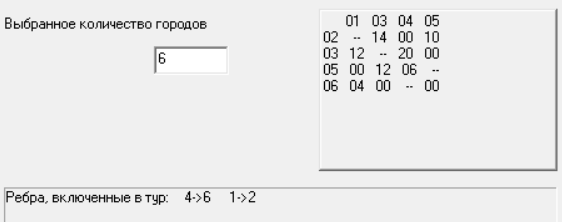 Выбранное количество городов
6
01 03 04 05
02 -- 14 00 10
03 12 -- 20 00
05 00 12 06 --
06 04 00 -- 00
Ребра, включенные в тур: 4->6 1->2